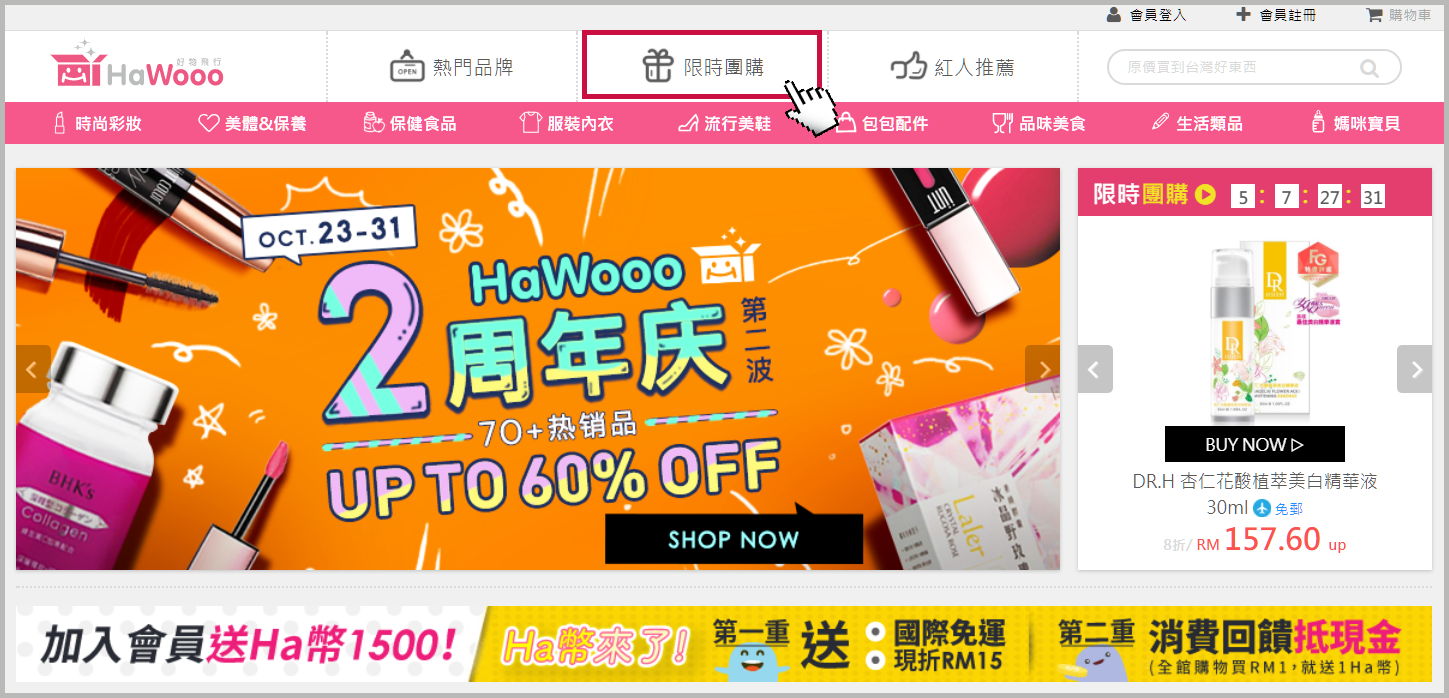 會員登入
會員註冊
購物車
好物飛行
HaWooo
OPEN
熱門品牌
限時團購
紅人推薦
原價買到台灣好東西
時尚彩妝
美體&保養
保健食品
服裝內衣
流行美鞋
包包配件
品味美食
生活類品
媽咪寶貝
OCT.23-31
HaWooo
2周年庆
第二波
70+热销品
UP TO 60% OFF
SHOP NOW
BHK's
Collagen
Laler
冰晶野玫瑰
CRYSTAL
RUGOSA ROSE
限時團購
5 : 7 : 27 : 31
FG
DR
DR
BUY NOW
DR.H 杏仁花酸植萃美白精華液
30ml 免郵
8折/ RM 157.60 up
加入會員送Ha幣1500!
Ha幣來了!
第一重
送
國際免運
現折RM15
第二重
消費回饋抵現金
(全館購物買RM1,就送1Ha幣)